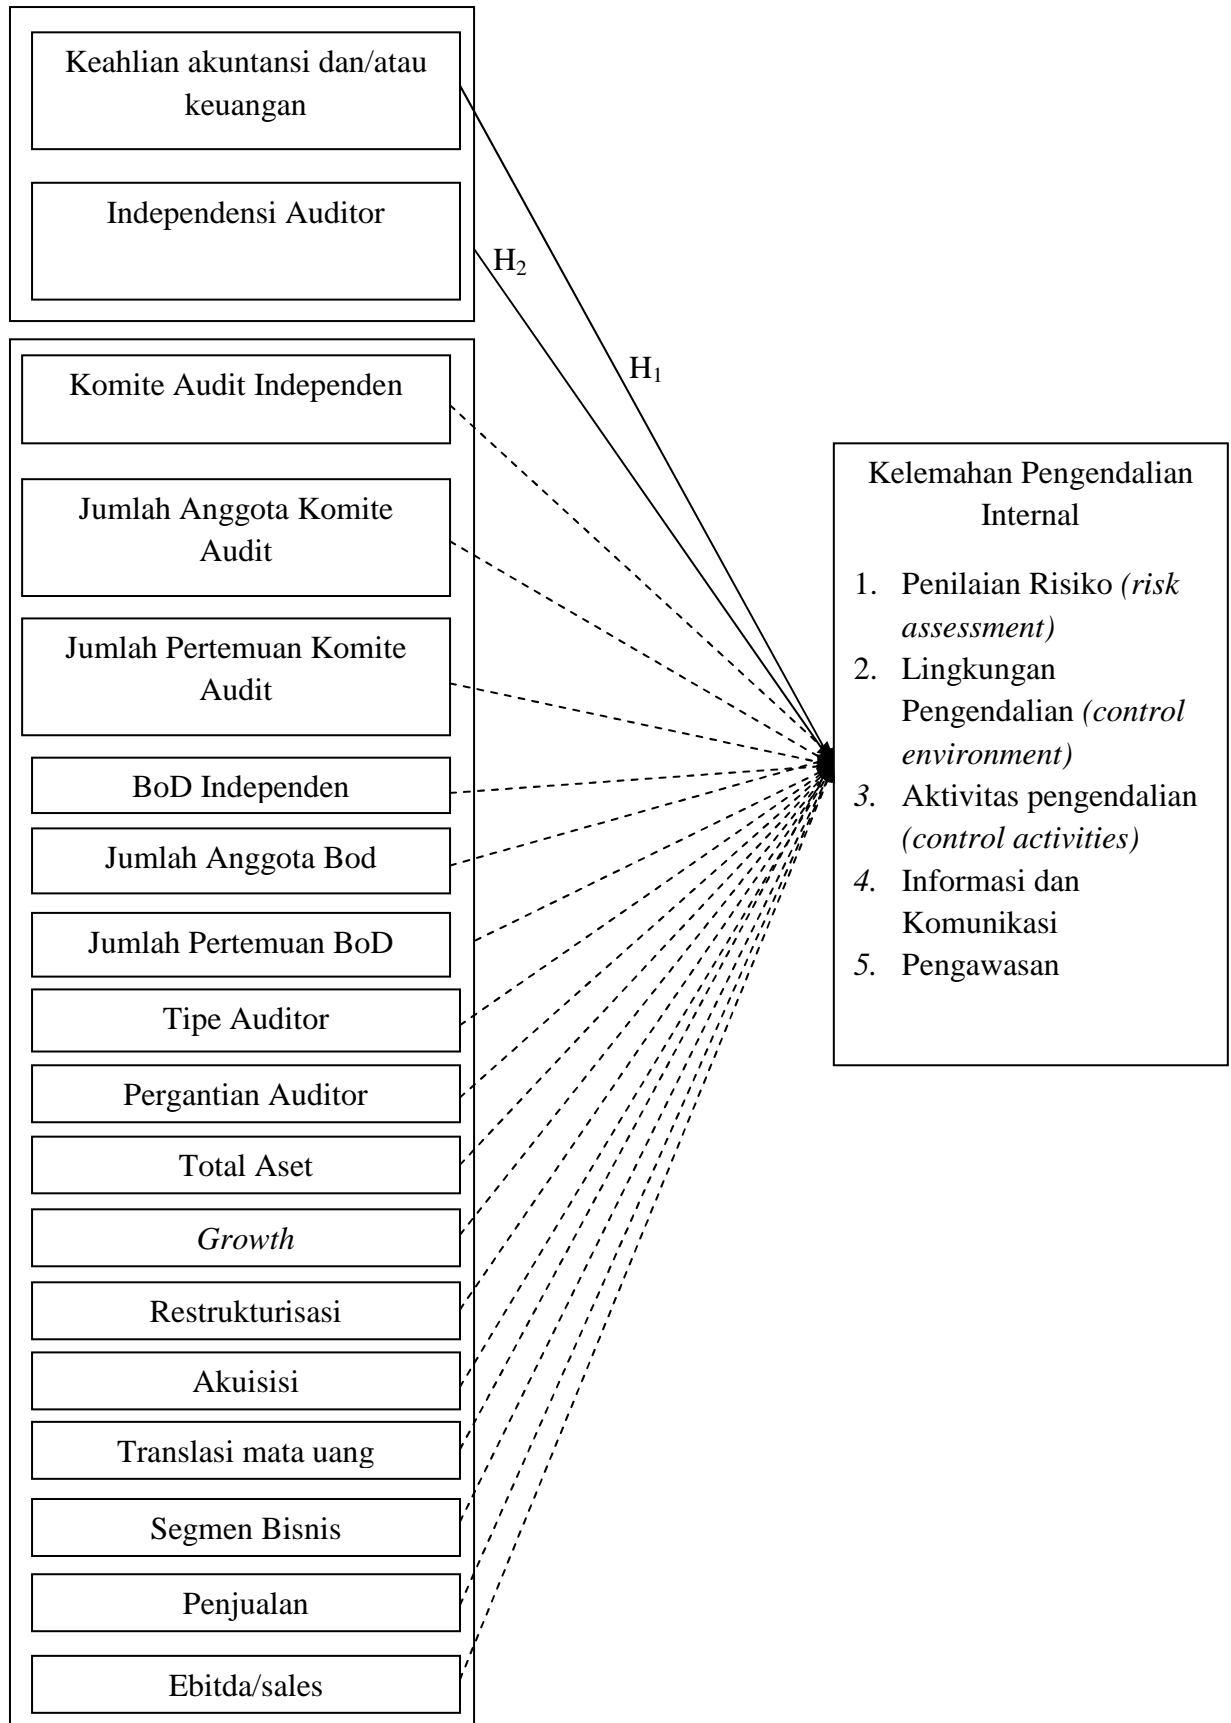 Keahlian akuntansi dan/atau
keuangan
Independensi Auditor
H2
H1
Komite Audit Independen
Jumlah Anggota Komite
Audit
Jumlah Pertemuan Komite
Audit
BoD Independen
Jumlah Anggota Bod
Jumlah Pertemuan BoD
Tipe Auditor
Pergantian Auditor
Total Aset
Growth
Restrukturisasi
Akuisisi
Translasi mata uang
Segmen Bisnis
Penjualan
Ebitda/sales
Kelemahan Pengendalian
Internal
1. Penilaian Risiko (risk
assessment)
2. Lingkungan
Pengendalian (control
environment)
3. Aktivitas pengendalian
(control activities)
4. Informasi dan
Komunikasi
5. Pengawasan